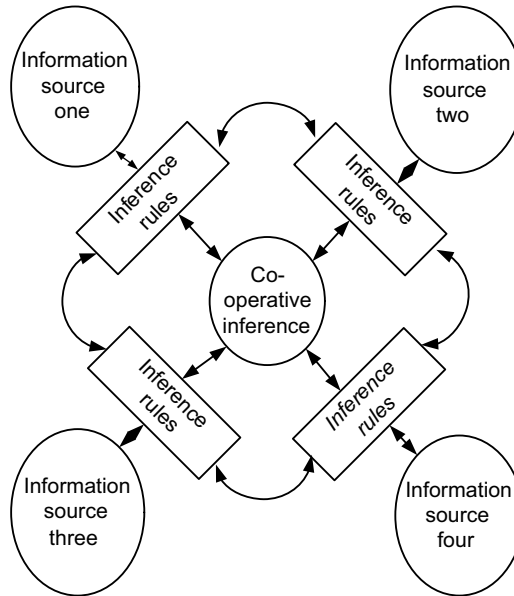 Information
source
one
Information
source
two
Inference
rules
Inference
rules
Co-
operative
inference
Inference
rules
Inference
rules
Information
source
three
Information
source
four